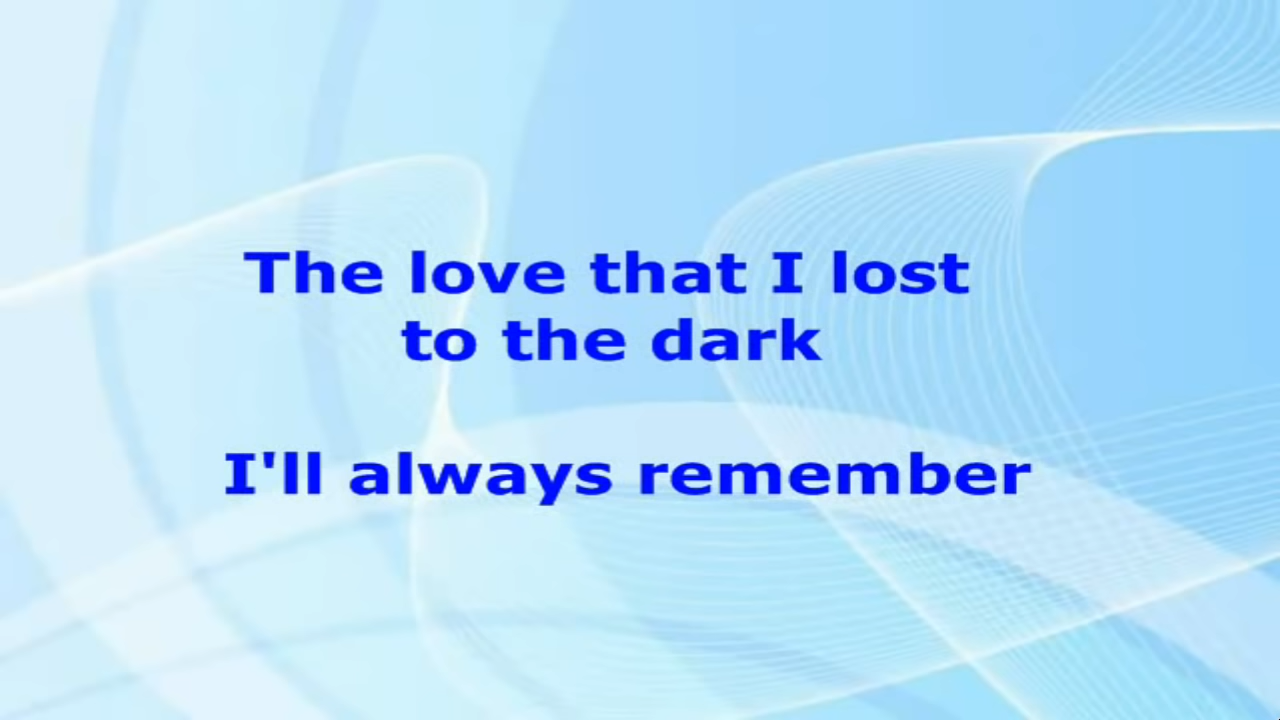 The love that I lost
to the dark
I'll always remember